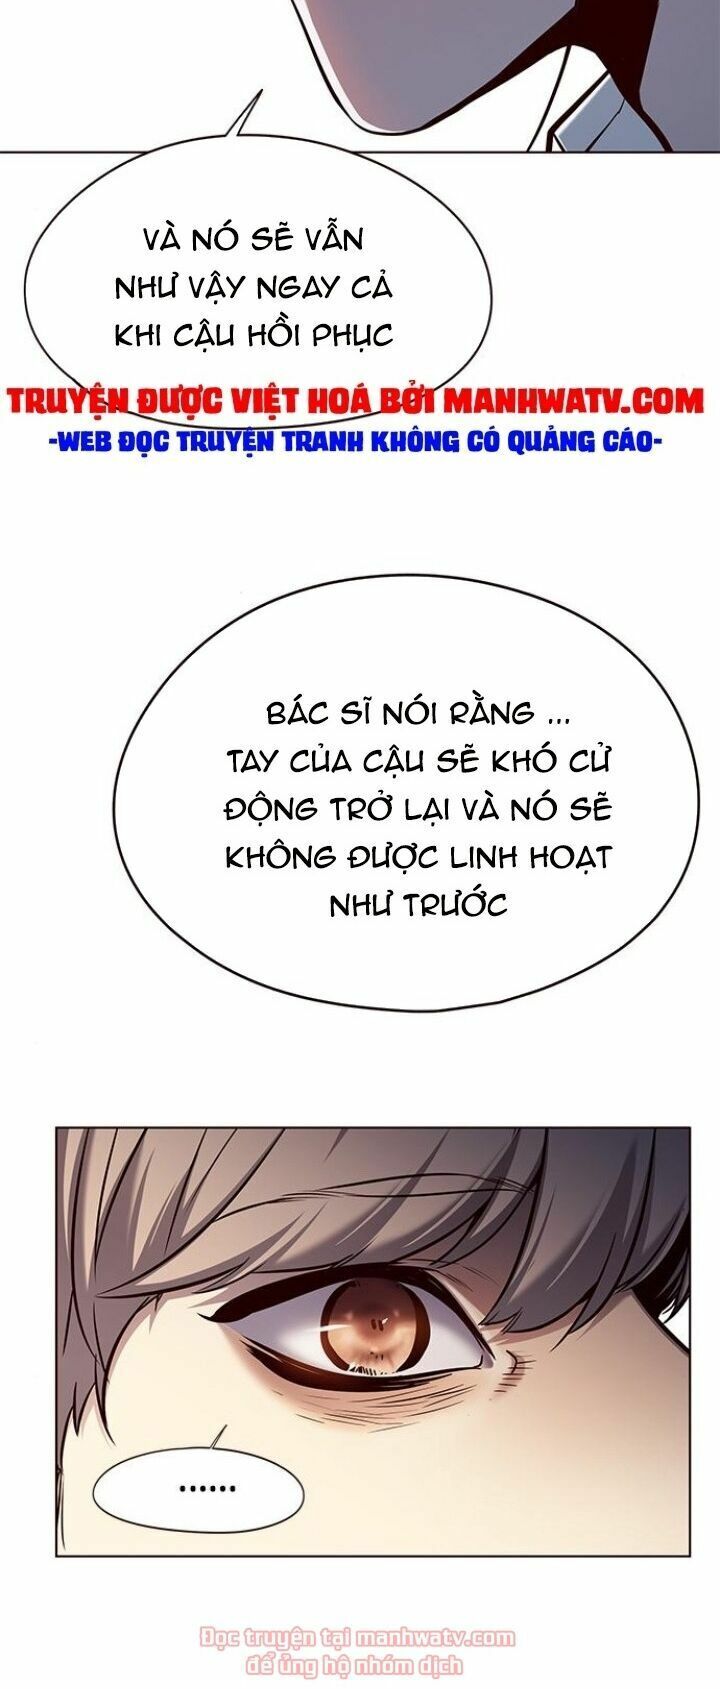 VÀ NÓ SẼ VẪN
NHƯ VẬY NGAY CẢ
KHI CẬU HỒI PHỤC
TRUYỆN ĐƯỢC VIỆT HOÁ BỞI MANHWATV.COM
-WEB ĐỌC TRUYỆN TRANH KHÔNG CÓ QUẢNG CÁO-
BÁC SĨ NÓI RẰNG ...
TAY CỦA CẬU SẼ KHÓ CỬ
ĐỘNG TRỞ LẠI VÀ NÓ SẼ
KHÔNG ĐƯỢC LINH HOẠT
NHƯ TRƯỚC
......
Đọc truyện tại manhwatv.com
để ủng hộ nhóm dịch